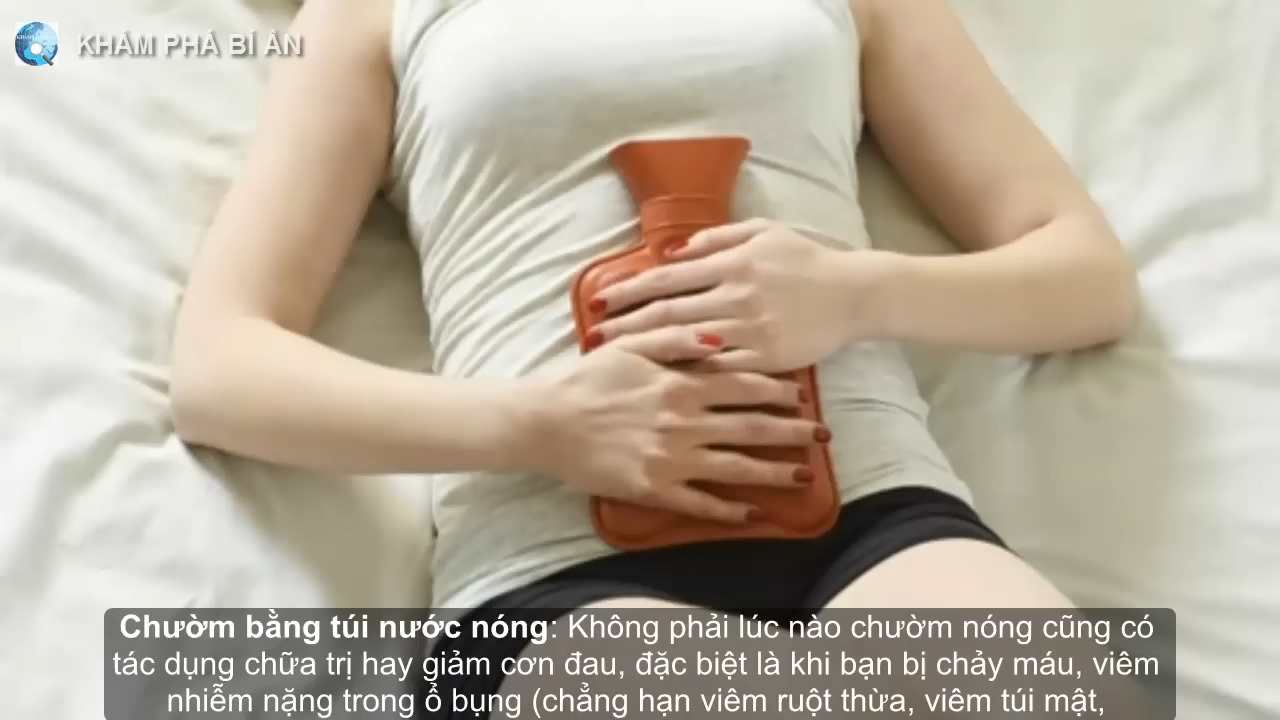 KHÁM PHÁ BÍ ẨN
Chườm bằng túi nước nóng: Không phải lúc nào chườm nóng cũng có
tác dụng chữa trị hay giảm cơn đau, đặc biệt là khi bạn bị chảy máu, viêm
nhiễm nặng trong ổ bụng (chẳng hạn viêm ruột thừa, viêm túi mật,